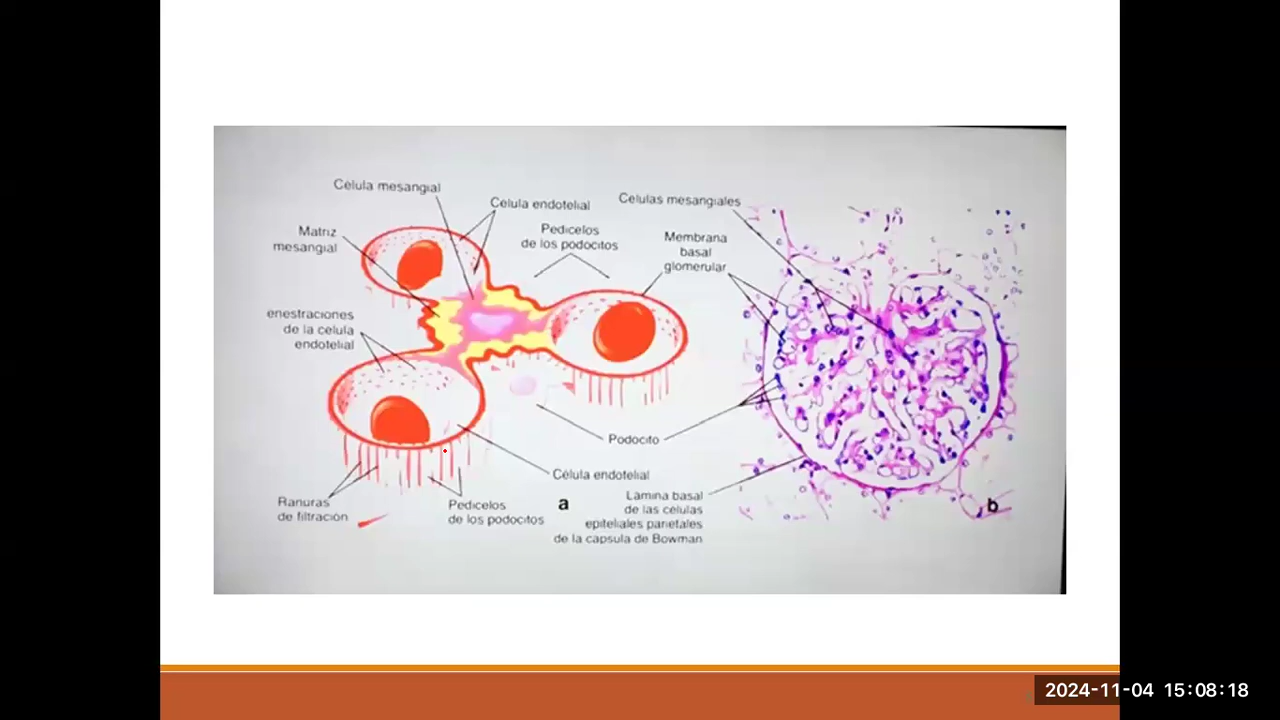 Célula mesangial
Célula endotelial
Células mesangiales
Matriz
mesangial
Pedicelos
de los podocitos
Membrana
basal
glomerular
enestraciones
de la célula
endotelial
Podocito
Célula endotelial
Ranuras
de filtración
Pedicelos
de los podocitos
a
Lámina basal
de las células
epiteliales parietales
de la cápsula de Bowman
b
2024-11-04 15:08:18